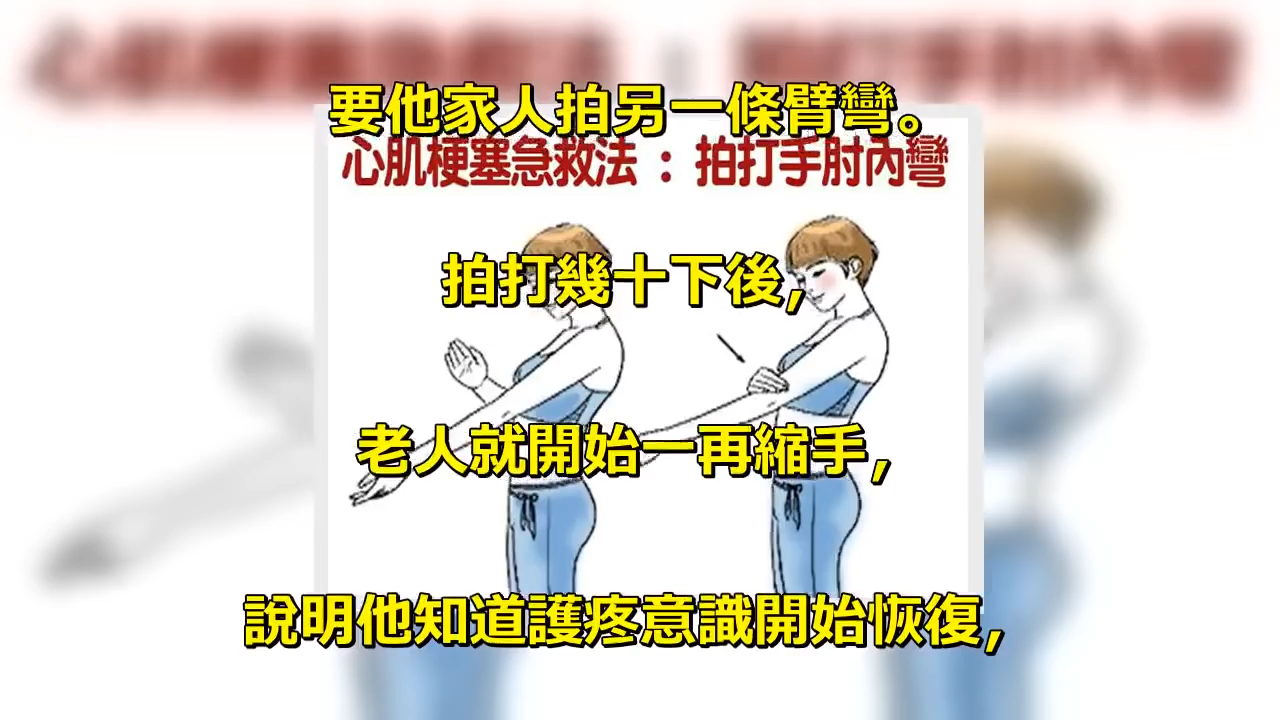 要他家人拍另一條臂彎。
心肌梗塞急救法：拍打手肘內彎
拍打幾十下後，
老人就開始一再縮手，
說明他知道護疼意識開始恢復，